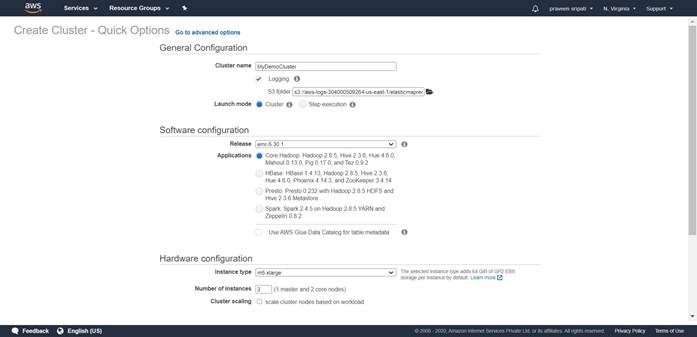 aws
Services
Resource Groups
praveen sripati
N. Virginia
Support
Create Cluster - Quick Options Go to advanced options
General Configuration
Cluster name MyDemoCluster
Logging
S3 folder s3://aws-logs-304000509264-us-east-1/elasticmapred
Launch mode Cluster Step execution
Software configuration
Release emr-5.30.1
Applications Core Hadoop: Hadoop 2.8.5, Hive 2.3.6, Hue 4.6.0,
Mahout 0.13.0, Pig 0.17.0, and Tez 0.9.2
HBase: HBase 1.4.13, Hadoop 2.8.5, Hive 2.3.6,
Hue 4.6.0, Phoenix 4.14.3, and ZooKeeper 3.4.14
Presto: Presto 0.232 with Hadoop 2.8.5 HDFS and
Hive 2.3.6 Metastore
Spark: Spark 2.4.5 on Hadoop 2.8.5 YARN and
Zeppelin 0.8.2
Use AWS Glue Data Catalog for table metadata
Hardware configuration
Instance type m5.xlarge
The selected instance type adds 64 GiB of GP2 EBS
storage per instance by default. Learn more
Number of instances 3 (1 master and 2 core nodes)
Cluster scaling scale cluster nodes based on workload
Feedback English (US)
© 2008 - 2020, Amazon Internet Services Private Ltd. or its affiliates. All rights reserved. Privacy Policy Terms of Use